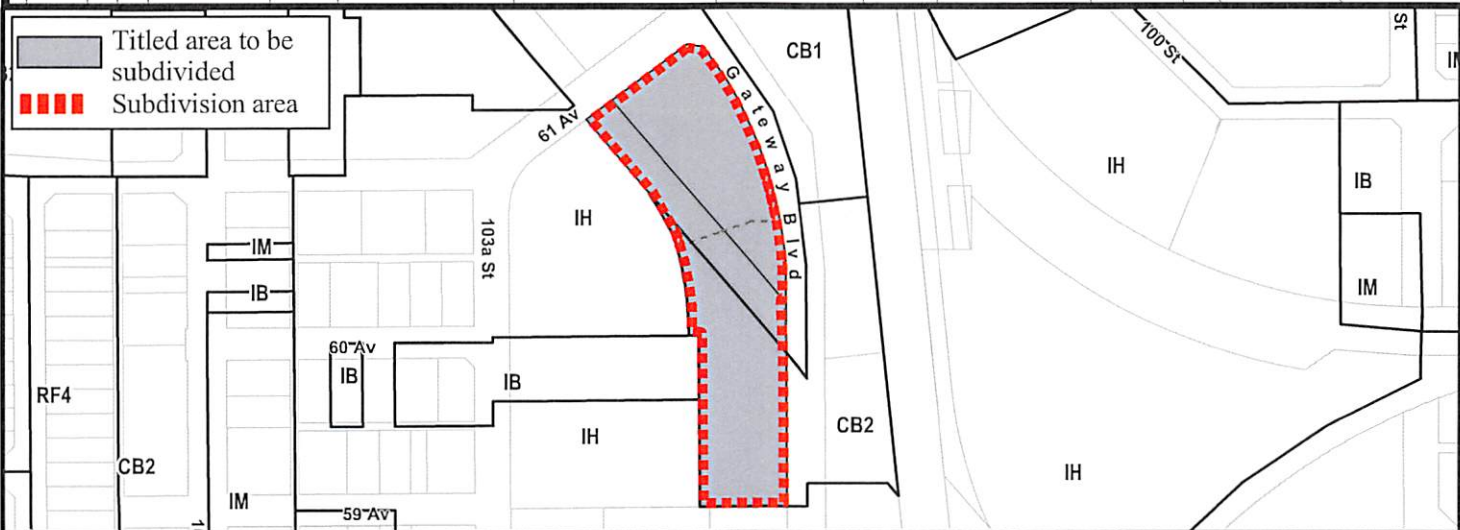 Titled area to be
subdivided
Subdivision area
CB1
100 St
St
61 Av
Gateway Blvd
IH
IB
IM
IH
IM
103a St
IB
IM
60 Av
IB
IB
RF4
CB2
IH
CB2
IH
IM
59 Av